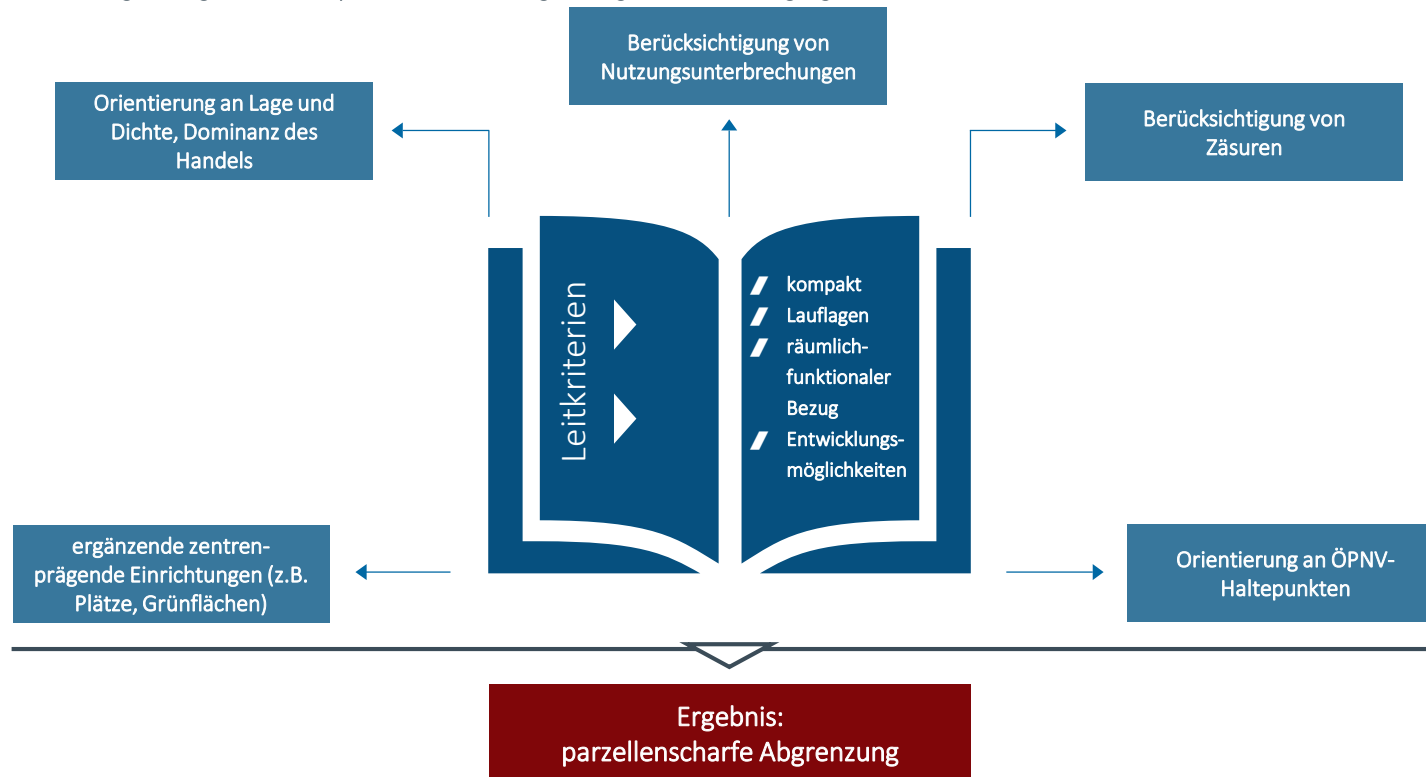 Berücksichtigung von
Nutzungsunterbrechungen
Orientierung an Lage und
Dichte, Dominanz des
Handels
Berücksichtigung von
Zäsuren
Leitkriterien
kompakt
Lauflagen
räumlich-
funktionaler
Bezug
Entwicklungs-
möglichkeiten
ergänzende zentren-
prägende Einrichtungen (z.B.
Plätze, Grünflächen)
Orientierung an ÖPNV-
Haltepunkten
Ergebnis:
parzellenscharfe Abgrenzung